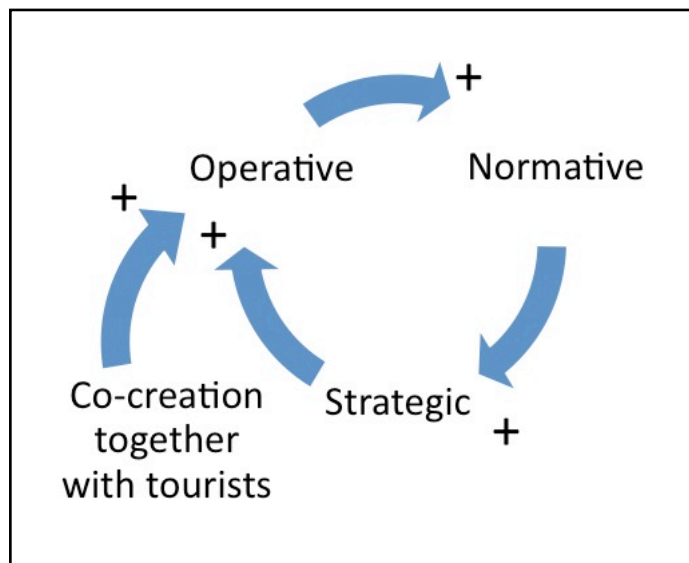 +
Operative
Normative
+
+
Co-creation
together
with tourists
Strategic
+